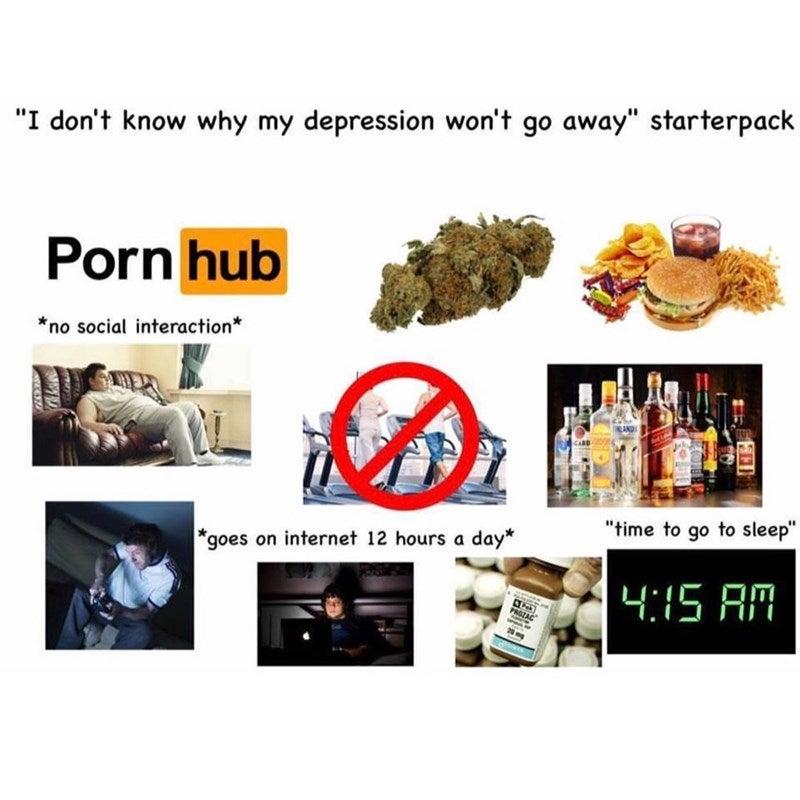 "I don't know why my depression won't go away" starterpack
Porn hub
*no social interaction*
*goes on internet 12 hours a day*
"time to go to sleep"
PROZAC
20 mg
4:15 AM